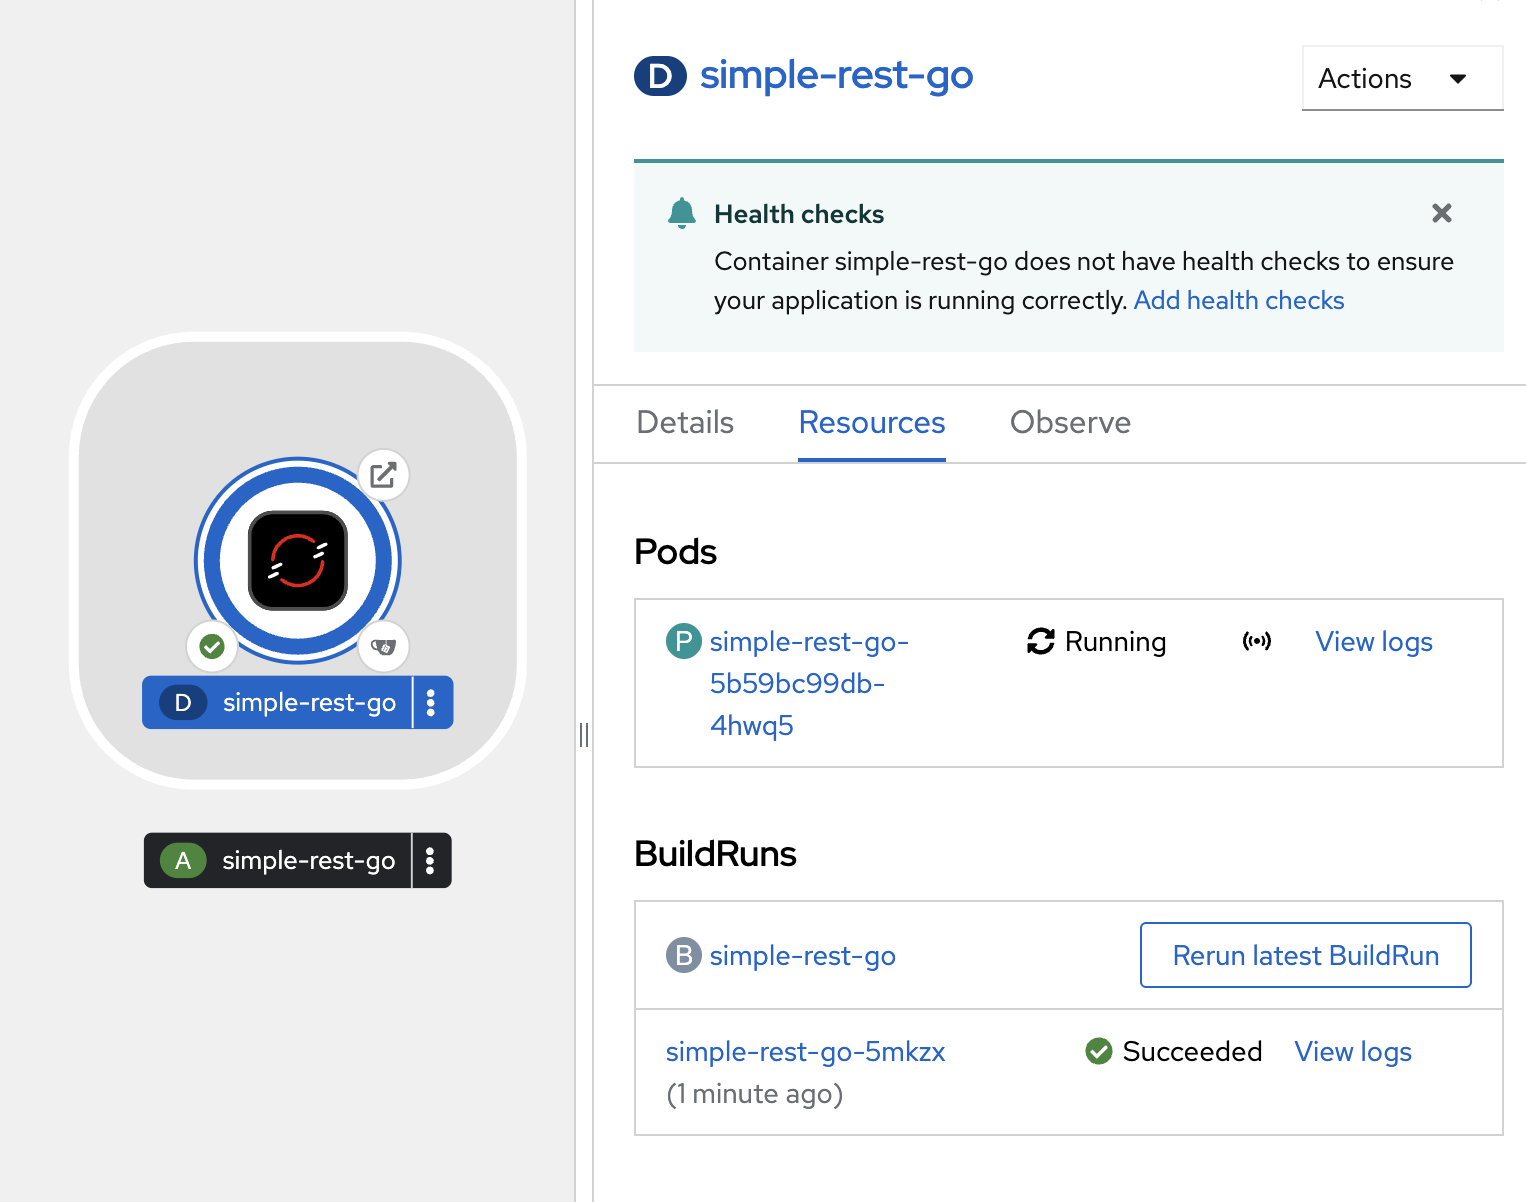 D simple-rest-go
Actions
Health checks
Container simple-rest-go does not have health checks to ensure
your application is running correctly. Add health checks
Details Resources Observe
Pods
P simple-rest-go-
5b59bc99db-
4hwq5
Running
View logs
BuildRuns
B simple-rest-go
Rerun latest BuildRun
simple-rest-go-5mkzx
(1 minute ago)
Succeeded
View logs
D simple-rest-go
A simple-rest-go